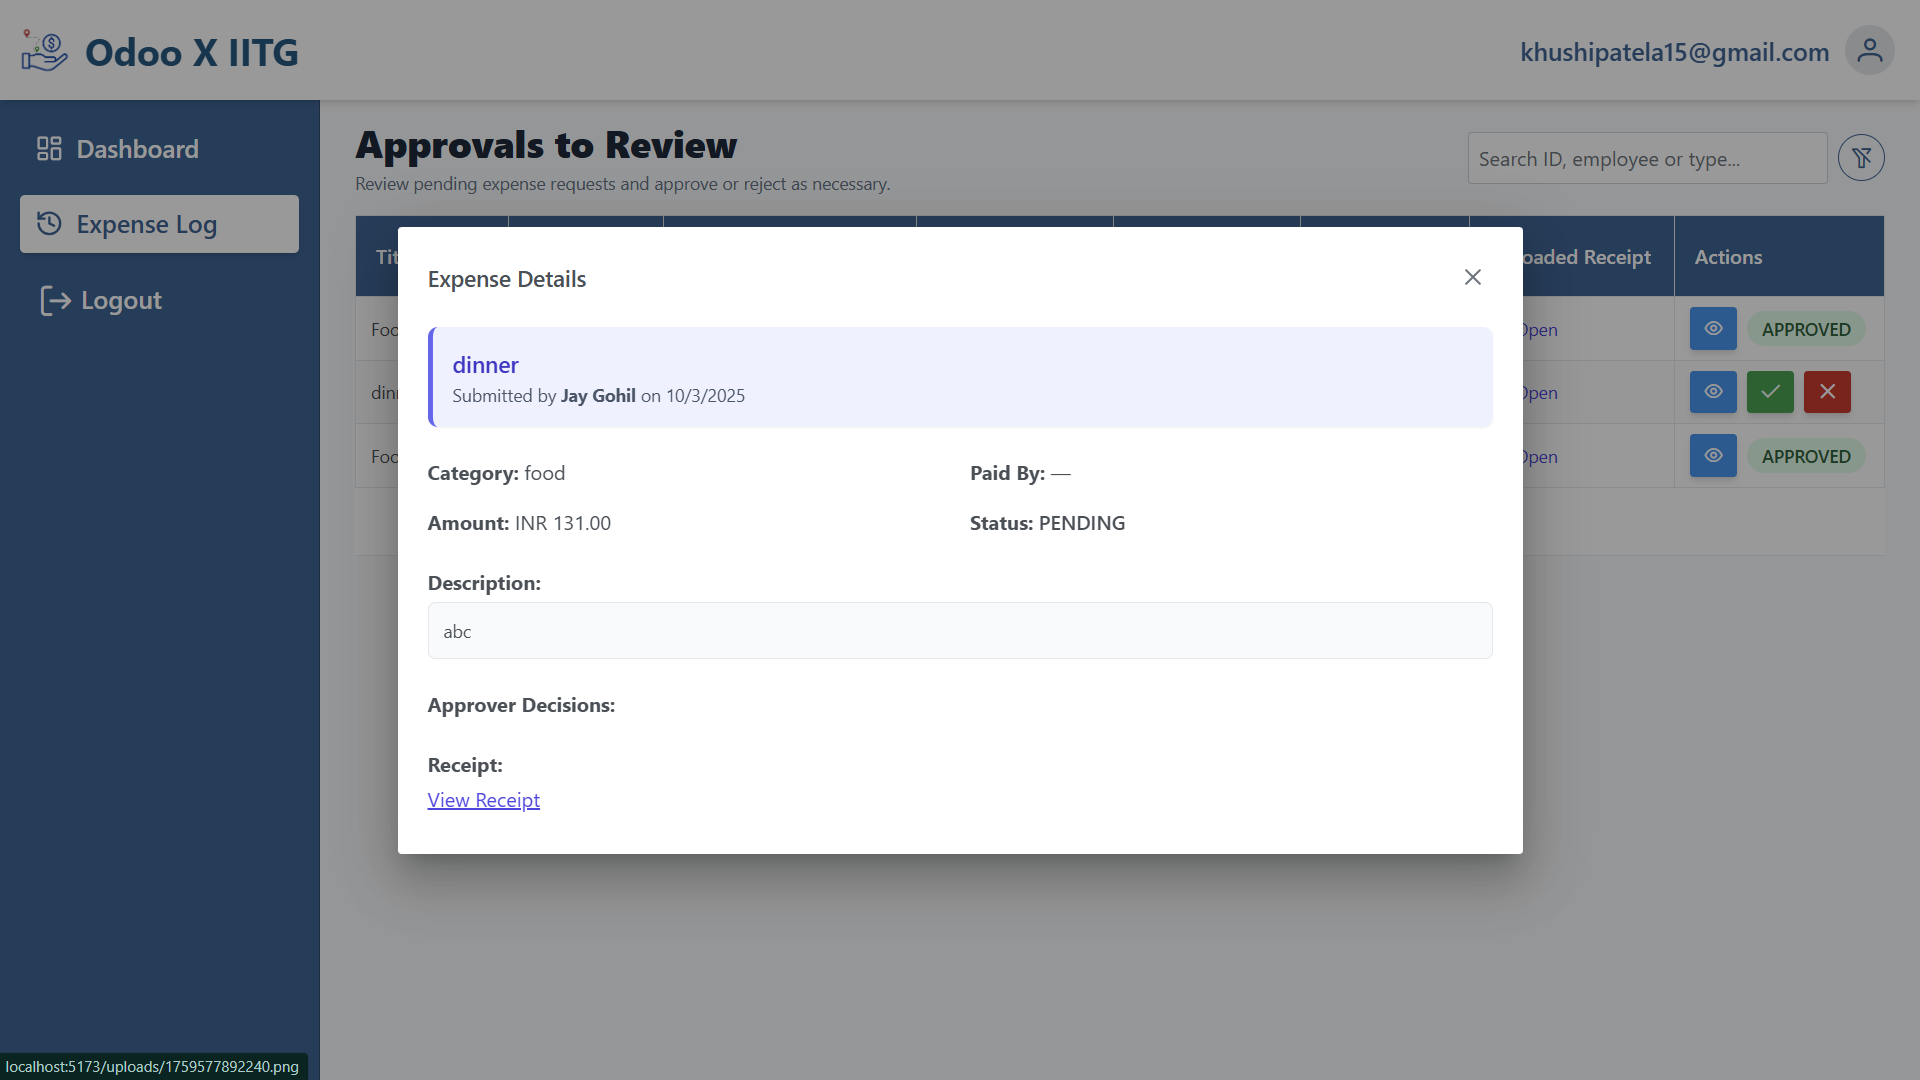 Odoo X IITG
khushipatela15@gmail.com
Dashboard
Expense Log
Logout
Approvals to Review
Review pending expense requests and approve or reject as necessary.
Search ID, employee or type...
Tit
oaded Receipt
Actions
Foo
Open
APPROVED
din
Open
Foo
Open
APPROVED
Expense Details
dinner
Submitted by Jay Gohil on 10/3/2025
Category: food
Paid By: —
Amount: INR 131.00
Status: PENDING
Description:
abc
Approver Decisions:
Receipt:
View Receipt
localhost:5173/uploads/1759577892240.png